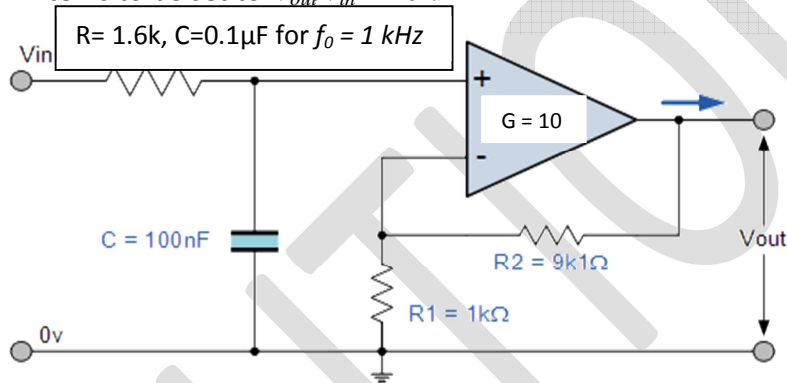 R= 1.6k, C=0.1µF for f₀ = 1 kHz
Vin
+
G = 10
-
C = 100nF
R2 = 9k1Ω
Vout
R1 = 1kΩ
0v